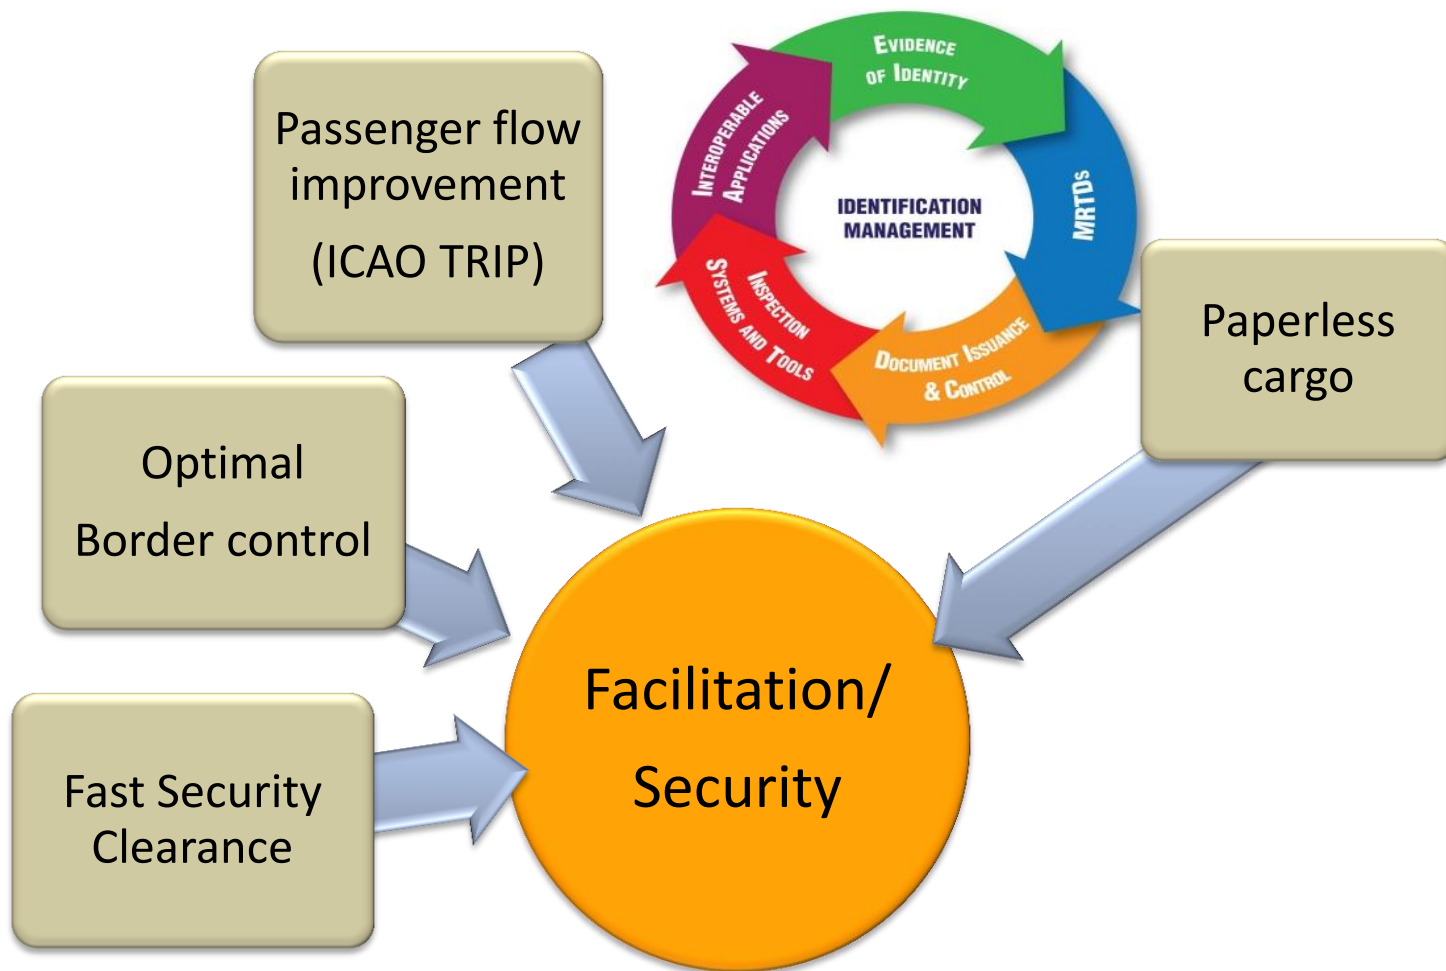 Passenger flow
improvement
(ICAO TRIP)
EVIDENCE
OF IDENTITY
MRTDs
DOCUMENT ISSUANCE
& CONTROL
INSPECTION
SYSTEMS AND TOOLS
INTEROPERABLE
APPLICATIONS
IDENTIFICATION
MANAGEMENT
Paperless
cargo
Optimal
Border control
Fast Security
Clearance
Facilitation/
Security